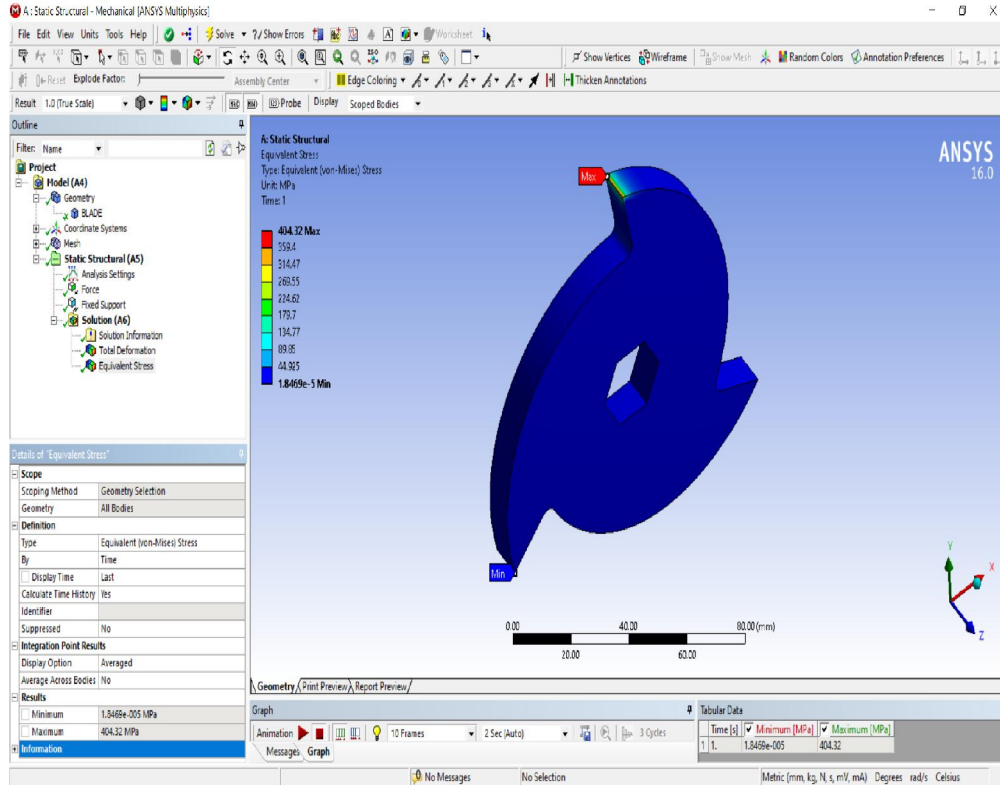 A : Static Structural - Mechanical [ANSYS Multiphysics]
File Edit View Units Tools Help Solve ?/ Show Errors Worksheet
Show Vertices Wireframe Show Mesh Random Colors Annotation Preferences
Reset Explode Factor: Assembly Center Edge Coloring Thicken Annotations
Result 1.0 (True Scale) Probe Display Scoped Bodies
Outline
Filter: Name
Project
Model (A4)
Geometry
BLADE
Coordinate Systems
Mesh
Static Structural (A5)
Analysis Settings
Force
Fixed Support
Solution (A6)
Solution Information
Total Deformation
Equivalent Stress
Details of "Equivalent Stress"
Scope
Scoping Method Geometry Selection
Geometry All Bodies
Definition
Type Equivalent (von-Mises) Stress
By Time
Display Time Last
Calculate Time History Yes
Identifier
Suppressed No
Integration Point Results
Display Option Averaged
Average Across Bodies No
Results
Minimum 1.8469e-005 MPa
Maximum 404.32 MPa
Information
A: Static Structural
Equivalent Stress
Type: Equivalent (von-Mises) Stress
Unit: MPa
Time: 1
404.32 Max
359.4
314.47
269.55
224.62
179.7
134.77
89.85
44.925
1.8469e-5 Min
ANSYS
16.0
Max
Min
Y
X
Z
0.00 40.00 80.00 (mm)
20.00 60.00
Geometry Print Preview Report Preview
Graph
Animation 10 Frames 2 Sec (Auto) 3 Cycles
Messages Graph
Tabular Data
Time [s] Minimum [MPa] Maximum [MPa]
1 1. 1.8469e-005 404.32
No Messages No Selection Metric (mm, kg, N, s, mV, mA) Degrees rad/s Celsius